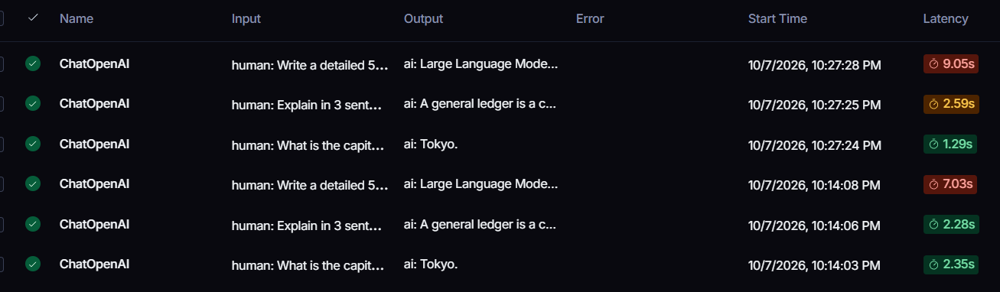 Name Input Output Error Start Time Latency
ChatOpenAI human: Write a detailed 5... ai: Large Language Mode... 10/7/2026, 10:27:28 PM 9.05s
ChatOpenAI human: Explain in 3 sent... ai: A general ledger is a c... 10/7/2026, 10:27:25 PM 2.59s
ChatOpenAI human: What is the capit... ai: Tokyo. 10/7/2026, 10:27:24 PM 1.29s
ChatOpenAI human: Write a detailed 5... ai: Large Language Mode... 10/7/2026, 10:14:08 PM 7.03s
ChatOpenAI human: Explain in 3 sent... ai: A general ledger is a c... 10/7/2026, 10:14:06 PM 2.28s
ChatOpenAI human: What is the capit... ai: Tokyo. 10/7/2026, 10:14:03 PM 2.35s